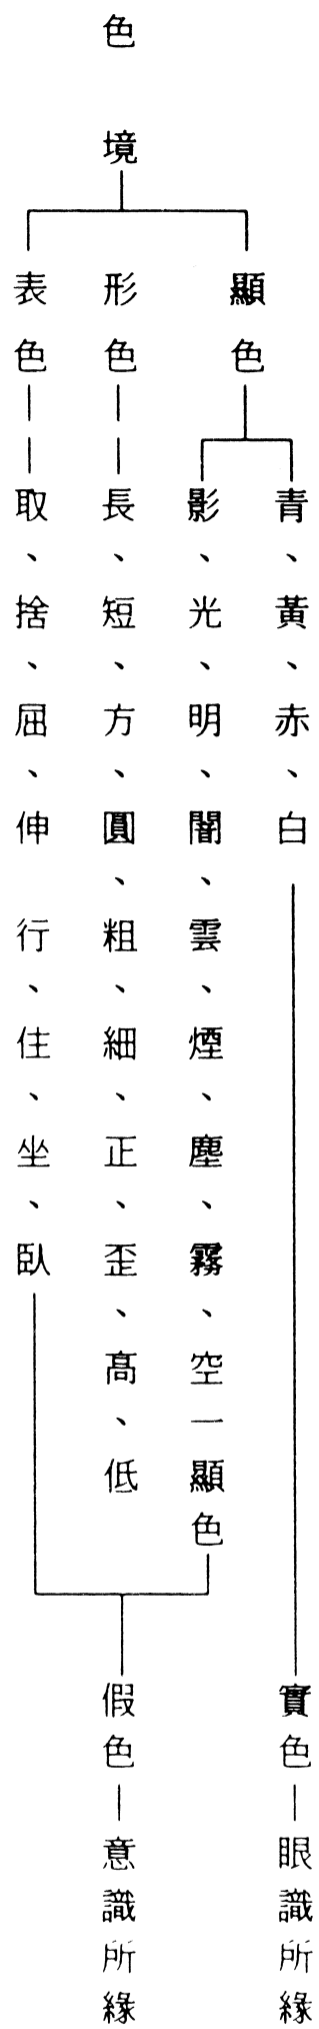 色境
顯色
青、黃、赤、白
實色
眼識所緣
影、光、明、闇、雲、煙、塵、霧、空一顯色
形色
長、短、方、圓、粗、細、正、歪、高、低
表色
取、捨、屈、伸 行、住、坐、臥
假色
意識所緣